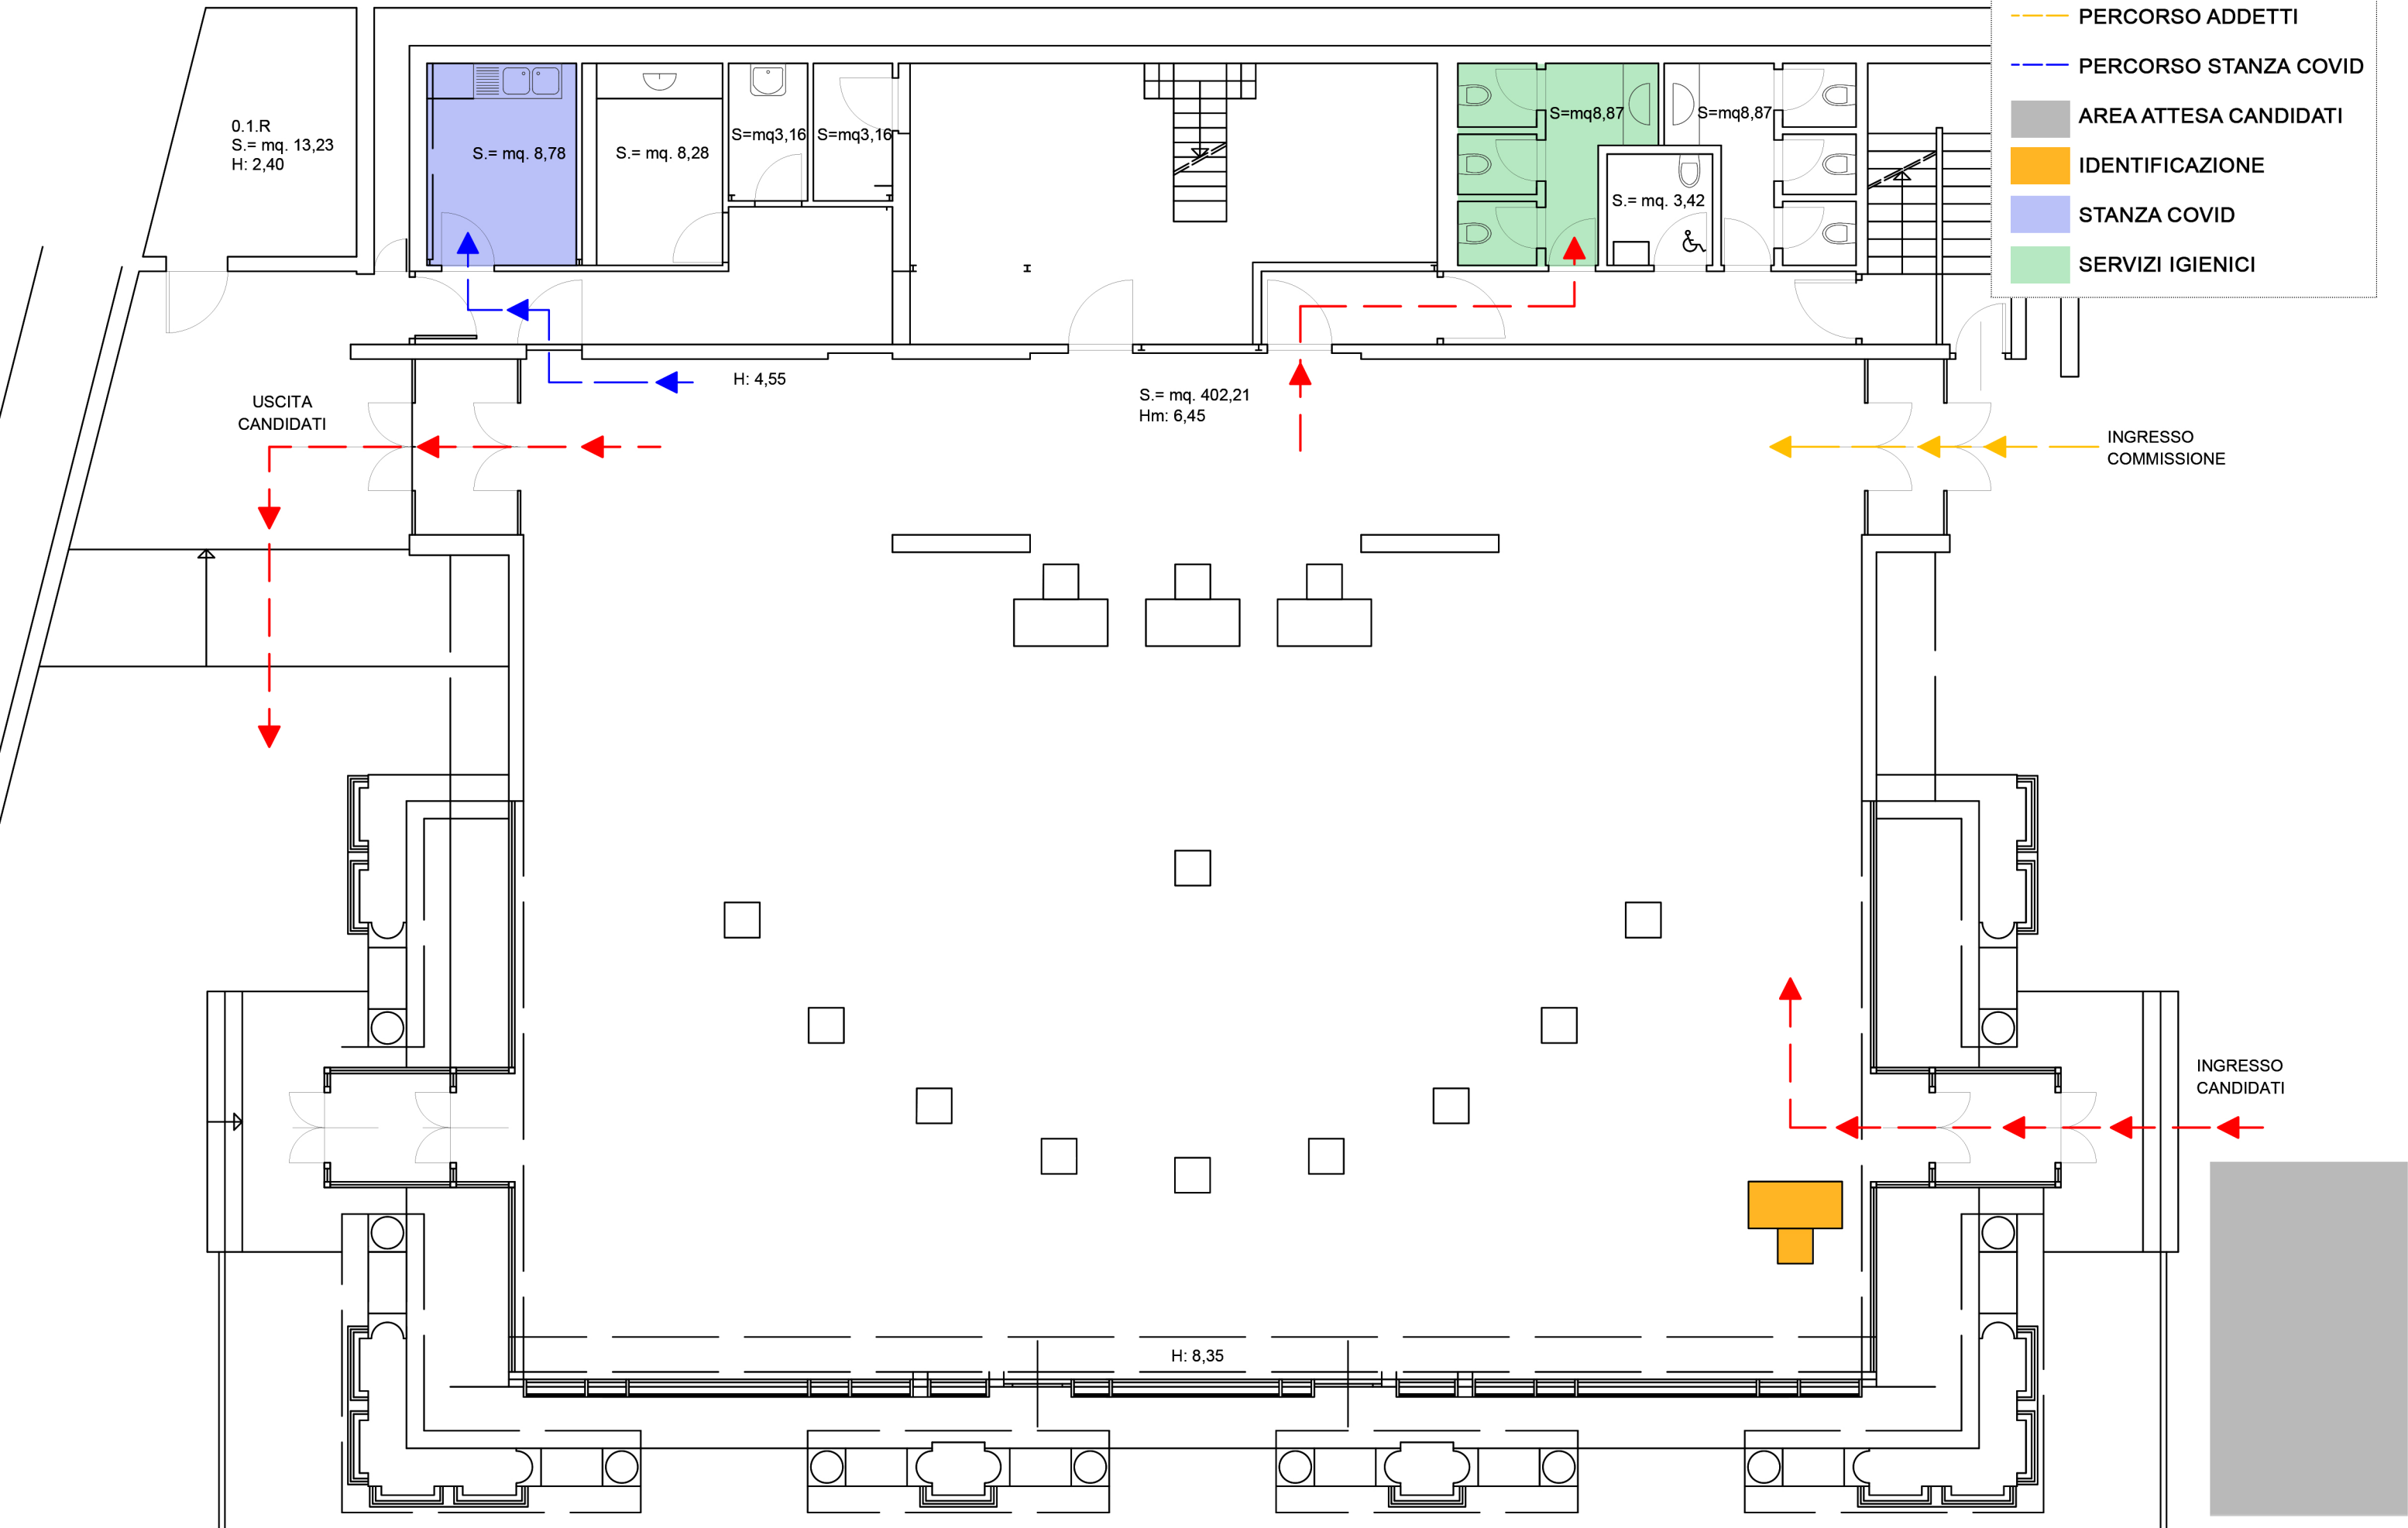 PERCORSO ADDETTI
PERCORSO STANZA COVID
AREA ATTESA CANDIDATI
IDENTIFICAZIONE
STANZA COVID
SERVIZI IGIENICI
0.1.R
S.= mq. 13,23
H: 2,40
S.= mq. 8,78
S.= mq. 8,28
S=mq3,16
S=mq3,16
S=mq8,87
S=mq8,87
S.= mq. 3,42
H: 4,55
S.= mq. 402,21
Hm: 6,45
USCITA
CANDIDATI
INGRESSO
COMMISSIONE
INGRESSO
CANDIDATI
H: 8,35